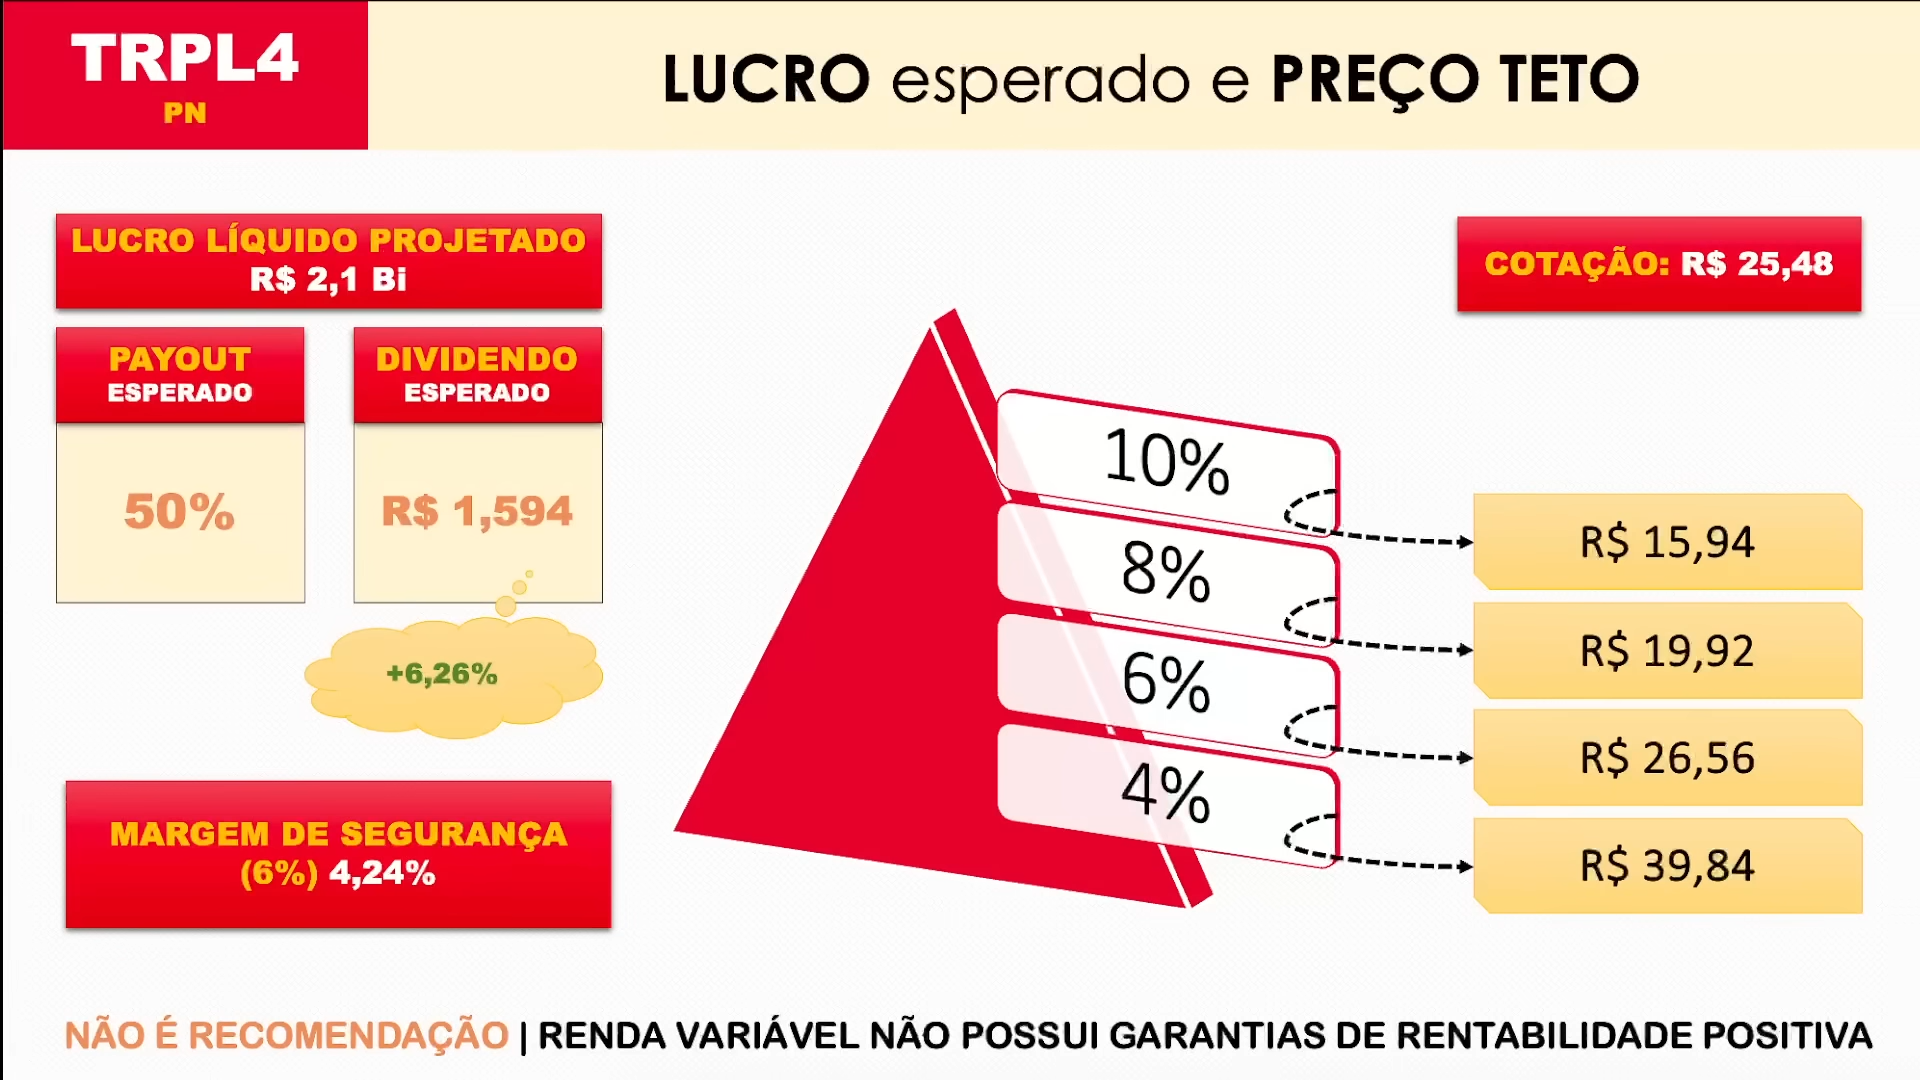 TRPL4
PN
LUCRO esperado e PREÇO TETO
LUCRO LÍQUIDO PROJETADO
R$ 2,1 Bi
COTAÇÃO: R$ 25,48
PAYOUT
ESPERADO
50%
DIVIDENDO
ESPERADO
R$ 1,594
+6,26%
MARGEM DE SEGURANÇA
(6%) 4,24%
10%
R$ 15,94
8%
R$ 19,92
6%
R$ 26,56
4%
R$ 39,84
NÃO É RECOMENDAÇÃO | RENDA VARIÁVEL NÃO POSSUI GARANTIAS DE RENTABILIDADE POSITIVA